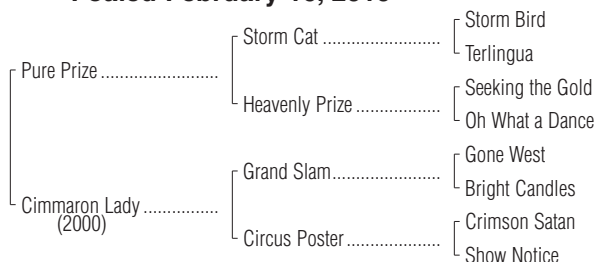 Foaled February
Storm Bird
Storm Cat ........................
Terlingua
Pure Prize ........................
Seeking the Gold
Heavenly Prize .................
Oh What a Dance
Gone West
Grand Slam......................
Bright Candles
Cimmaron Lady ...............
(2000)
Crimson Satan
Circus Poster ...................
Show Notice